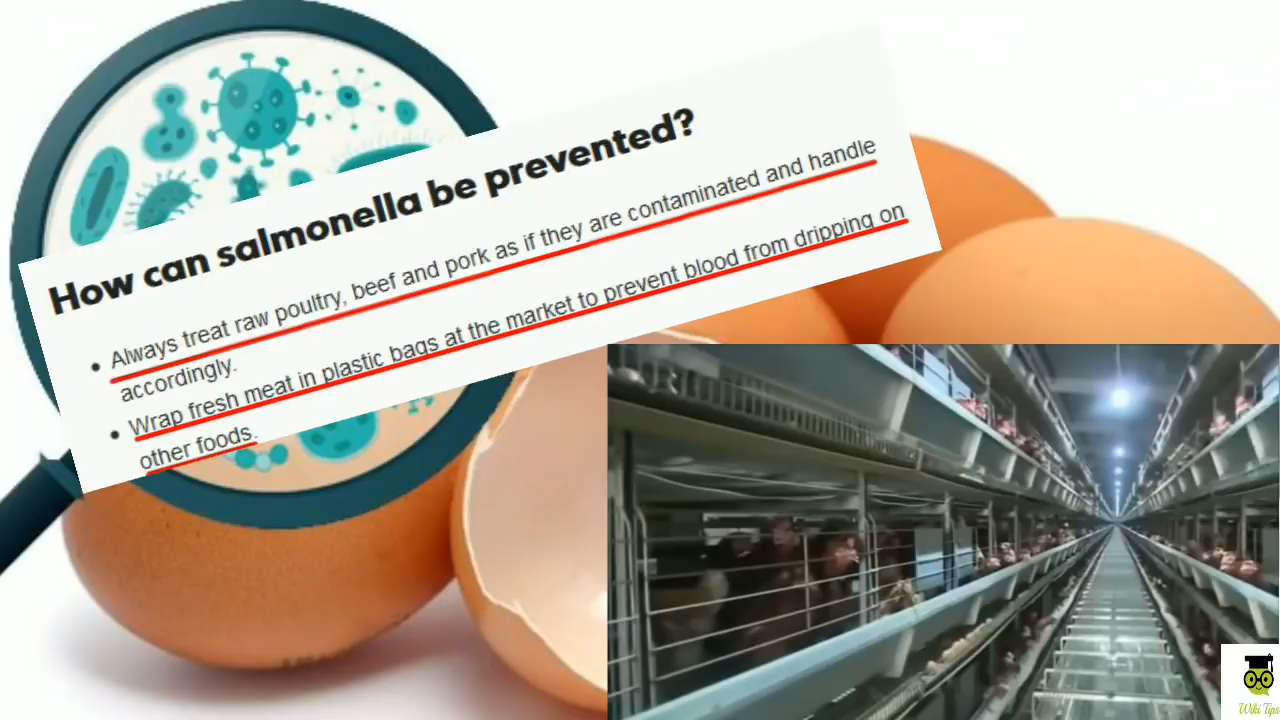 How can salmonella be prevented?
• Always treat raw poultry, beef and pork as if they are contaminated and handle
accordingly.
• Wrap fresh meat in plastic bags at the market to prevent blood from dripping on
other foods.
Wiki Tips